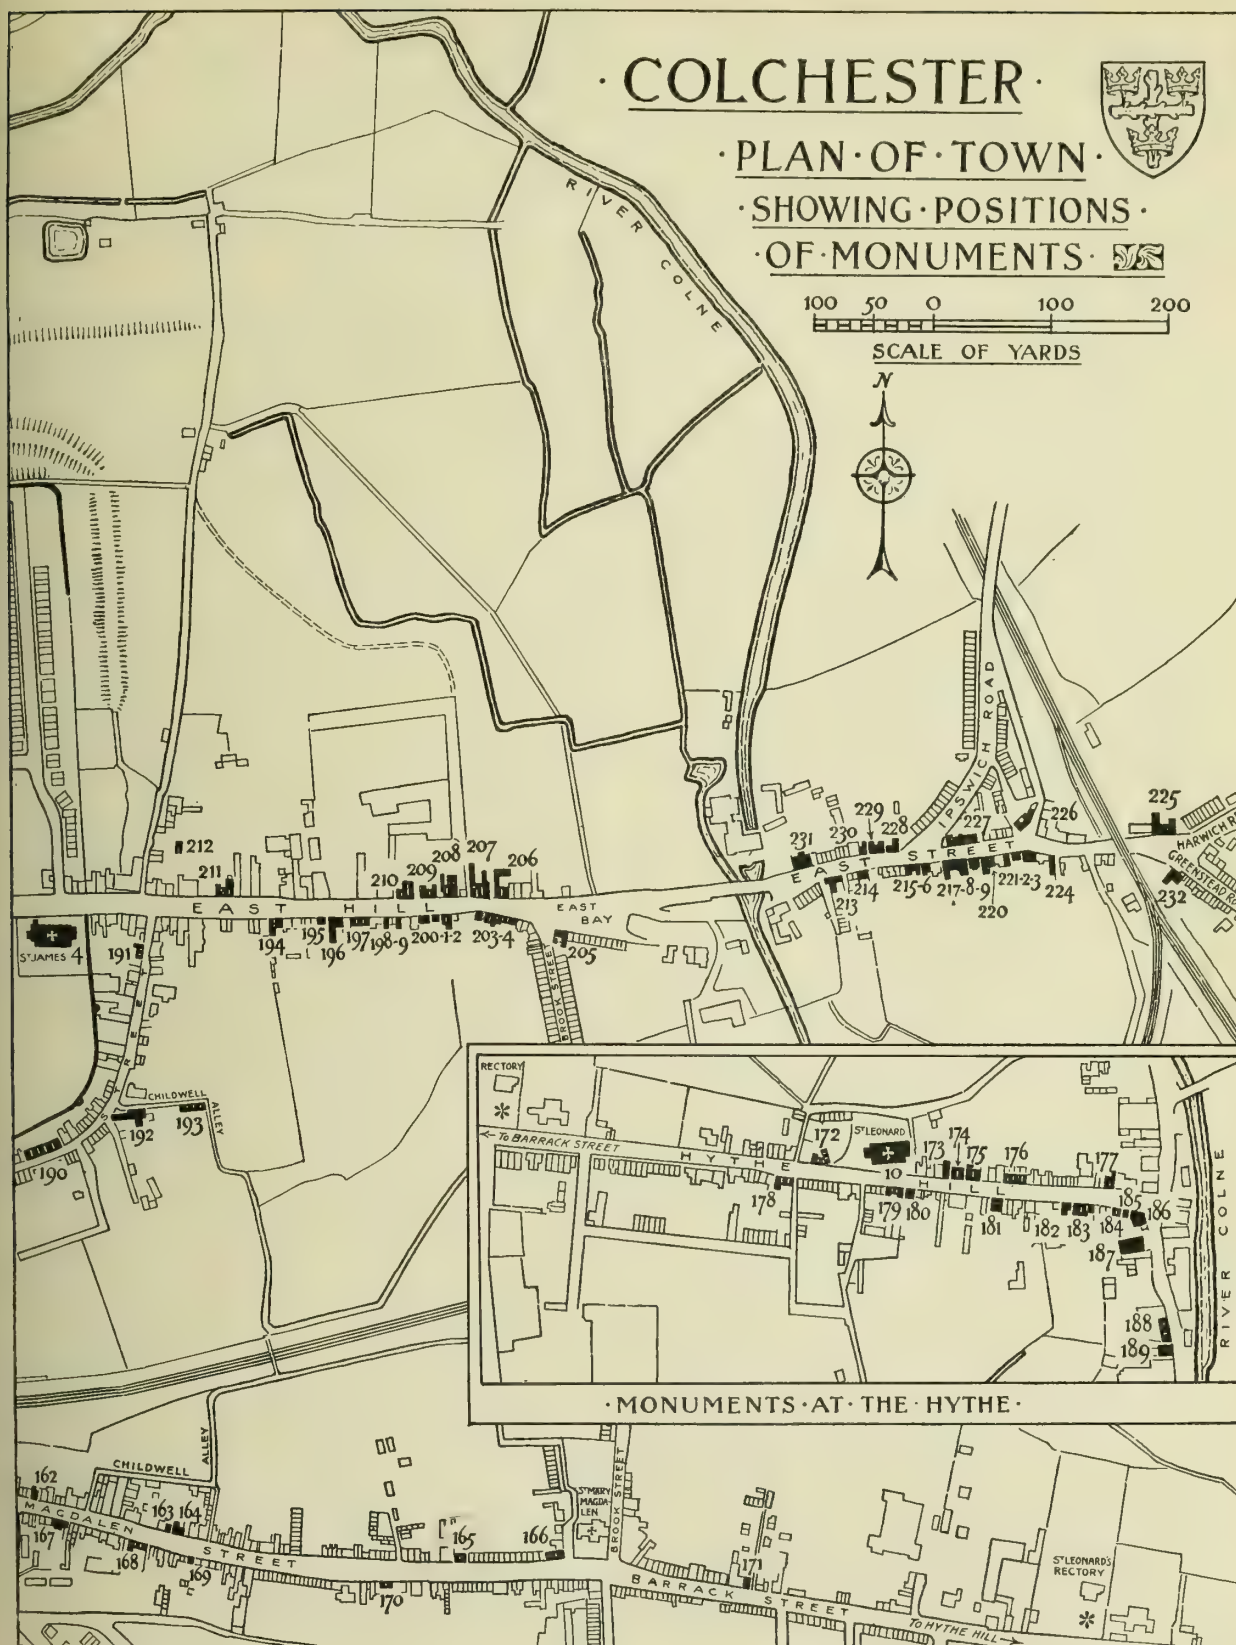 · COLCHESTER ·
· PLAN · OF · TOWN ·
· SHOWING · POSITIONS ·
· OF · MONUMENTS ·
100 50 0 100 200
SCALE OF YARDS
N
RIVER COLNE
IPSWICH ROAD
225
226
227
228
229
230
231
HARWICH R
GREENSTEAD RO
232
EAST STREET
213
214
215-6
217-8-9
220
221-2-3
224
212
211
210
209
208
207
206
EAST HILL
EAST BAY
194
195
196
197
198-9
200-1-2
203-4
205
BROOK STREET
ST JAMES 4
191
STREET
CHILDWELL ALLEY
190
192
193
RECTORY
*
← TO BARRACK STREET
HYTHE HILL
172
ST LEONARD
10
173
174
175
176
177
178
179
180
181
182
183
184
185
186
187
188
189
RIVER COLNE
· MONUMENTS · AT · THE · HYTHE ·
CHILDWELL ALLEY
162
163
164
165
166
MAGDALEN STREET
167
168
169
170
ST MARY MAGDA-
LEN
BROOK STREET
171
BARRACK STREET
ST LEONARD'S
RECTORY
*
TO HYTHE HILL →